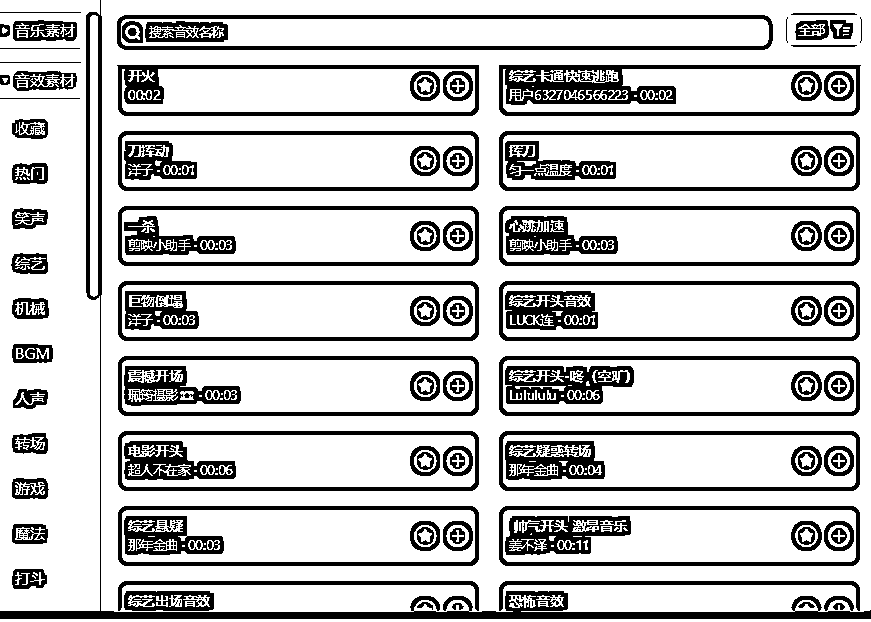 音乐素材
音效素材
收藏
热门
笑声
综艺
机械
BGM
人声
转场
游戏
魔法
打斗
搜索音效名称
全部
开火
00:02
综艺卡通快速逃跑
用户6327046566223 · 00:02
刀挥动
洋子 · 00:01
挥刀
匀一点温度 · 00:01
一杀
剪映小助手 · 00:03
心跳加速
剪映小助手 · 00:03
巨物倒塌
洋子 · 00:03
综艺开头音效
LUCK连 · 00:01
震撼开场
摄影 · 00:03
综艺开头-咚（空旷）
Lulululu · 00:06
电影开头
超人不在家 · 00:06
综艺疑惑转场
那年金曲 · 00:04
综艺悬疑
那年金曲 · 00:03
帅气开头 激昂音乐
姜不泽 · 00:11
综艺出场音效
恐怖音效